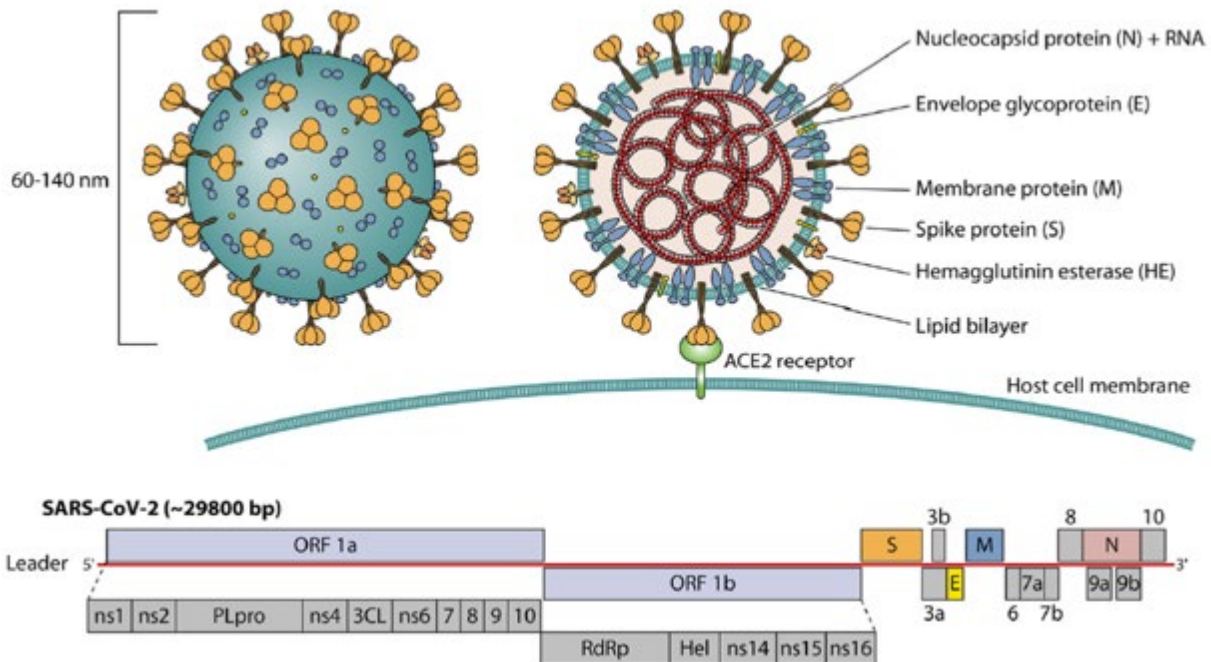 60-140 nm
Nucleocapsid protein (N) + RNA
Envelope glycoprotein (E)
Membrane protein (M)
Spike protein (S)
Hemagglutinin esterase (HE)
Lipid bilayer
ACE2 receptor
Host cell membrane
SARS-CoV-2 (~29800 bp)
3b 8 10
ORF 1a S M N
Leader 5' 3'
ORF 1b E 7a 9a 9b
3a 6 7b
ns1 ns2 PLpro ns4 3CL ns6 7 8 9 10
RdRp Hel ns14 ns15 ns16